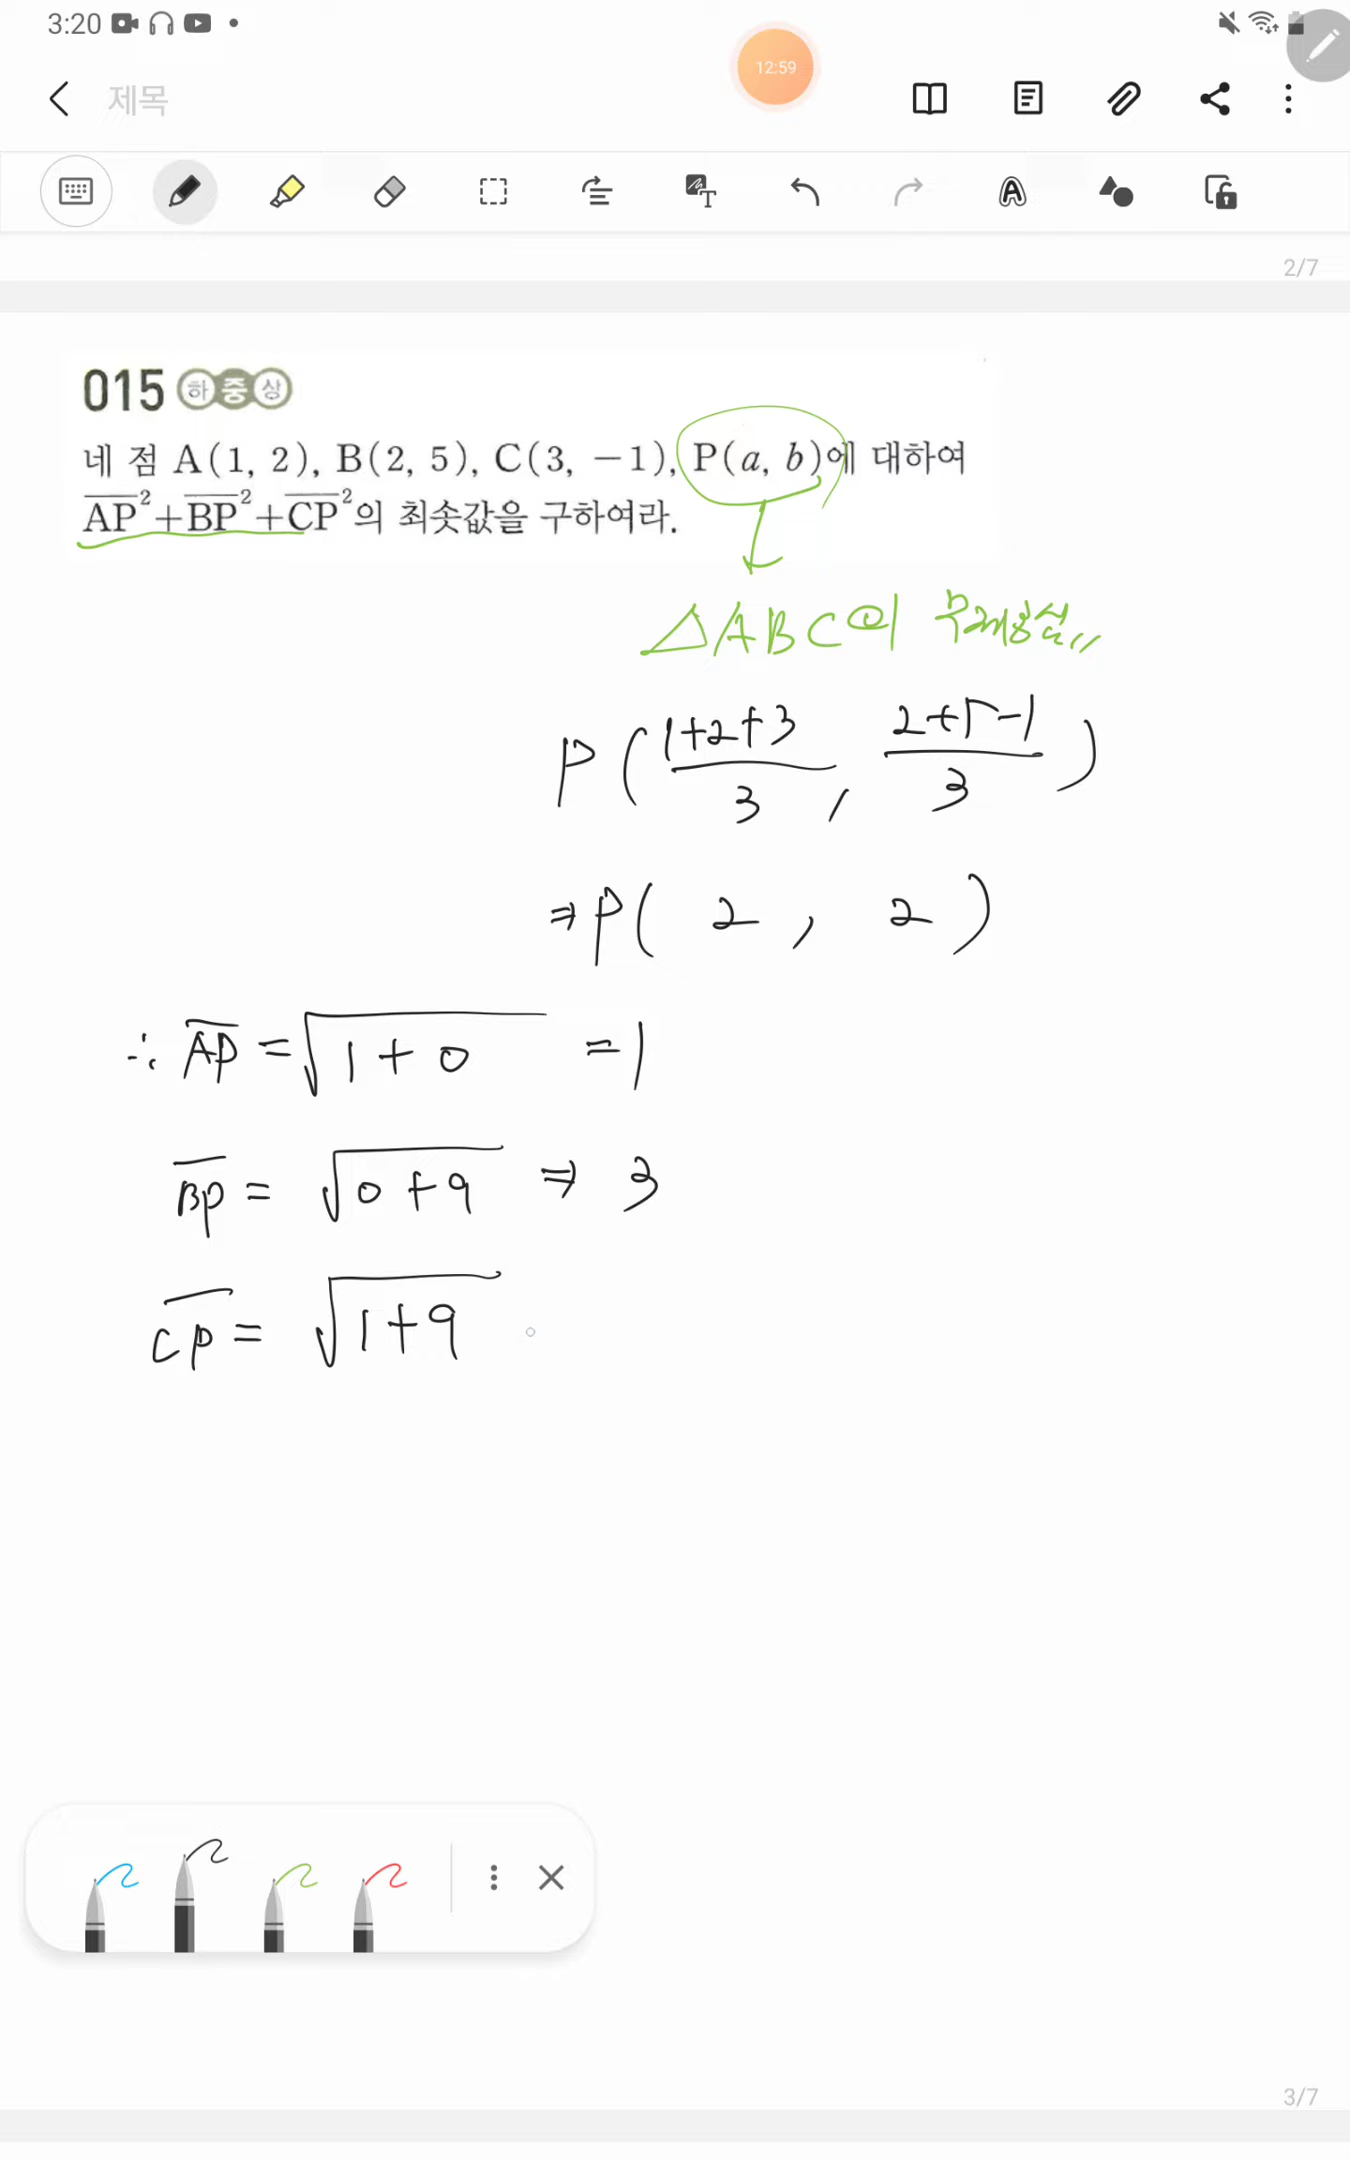 3:20
12:59
제목
2/7
015 하 중 상
네 점 A(1, 2), B(2, 5), C(3, −1), P(a, b)에 대하여
AP²+BP²+CP²의 최솟값을 구하여라.
△ABC의 무게중심〃
P(1+2+3/3, 2+5-1/3)
⇒P( 2 , 2 )
∴ AP = √1+0 = 1
BP = √0+9 ⇒ 3
CP = √1+9
3/7